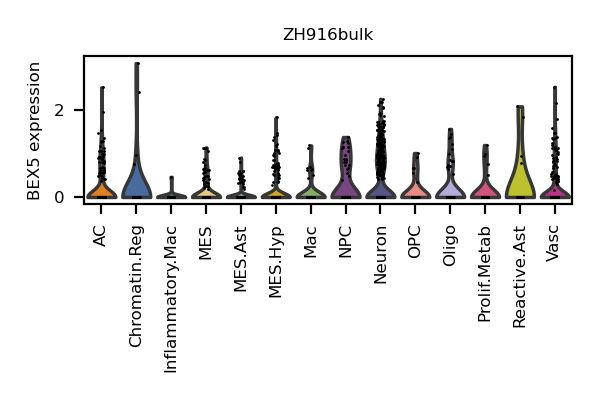 ZH916bulk
BEX5 expression
2
0
AC
Chromatin.Reg
Inflammatory.Mac
MES
MES.Ast
MES.Hyp
Mac
NPC
Neuron
OPC
Oligo
Prolif.Metab
Reactive.Ast
Vasc